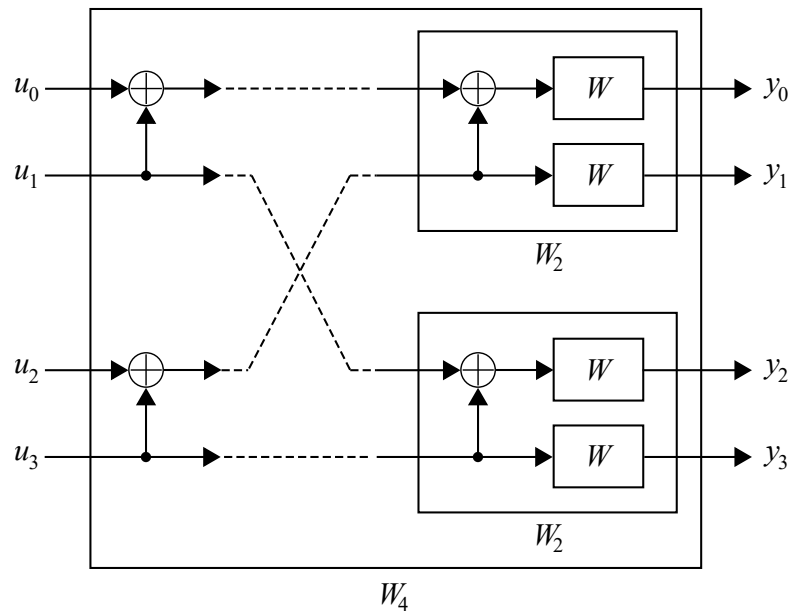 u₀ W y₀
u₁ W y₁
W₂
u₂ W y₂
u₃ W y₃
W₂
W₄